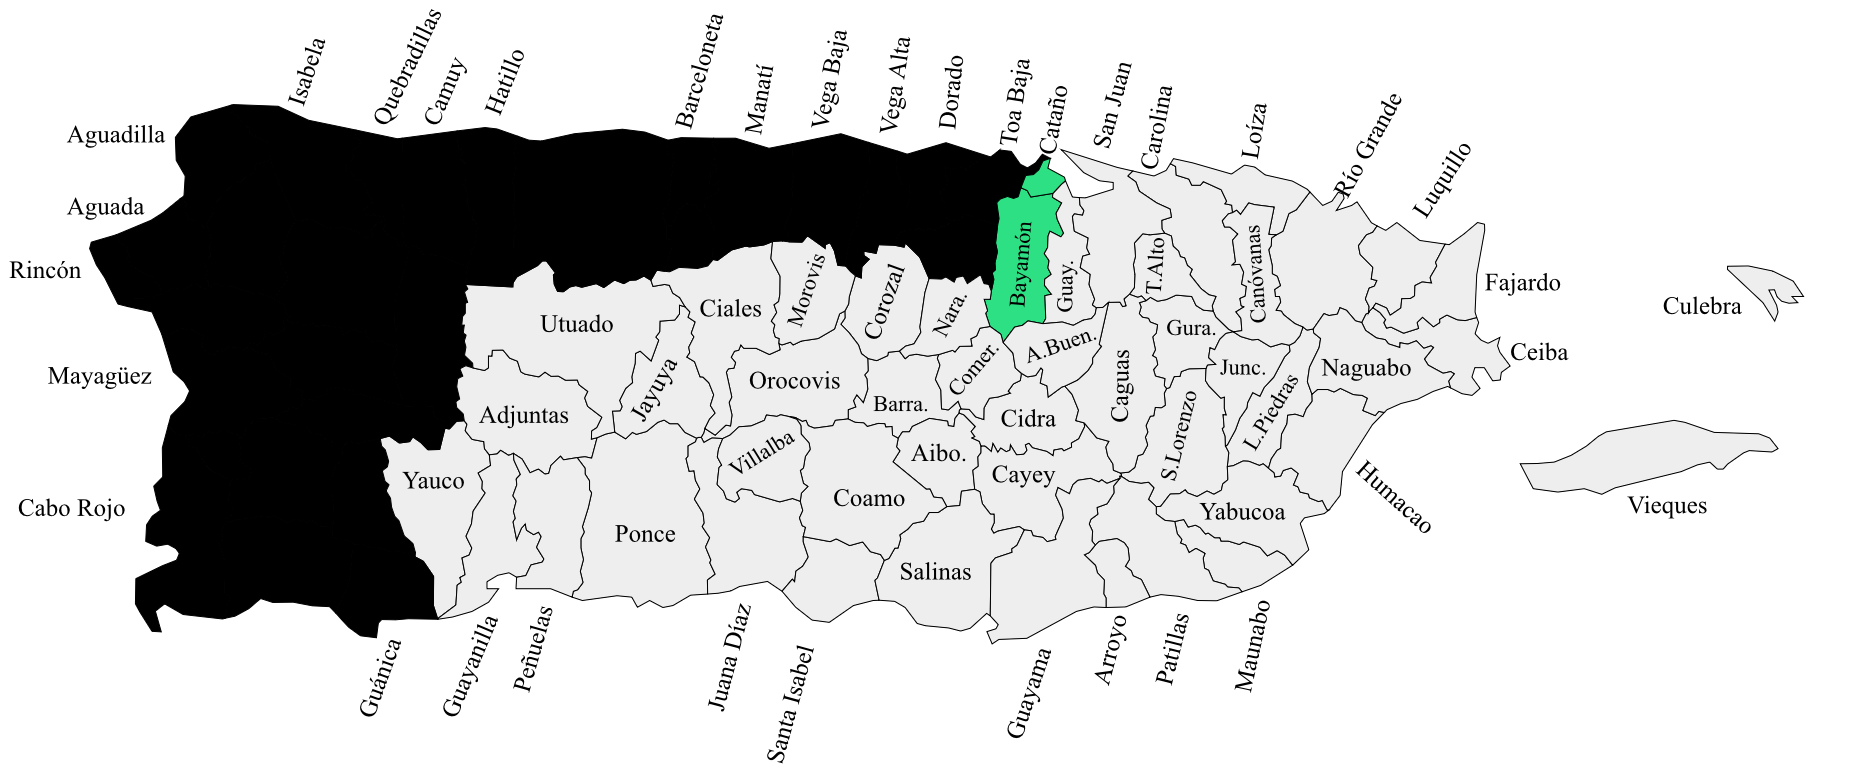 Isabela
Quebradillas
Camuy
Hatillo
Barceloneta
Manatí
Vega Baja
Vega Alta
Dorado
Toa Baja
Cataño
San Juan
Carolina
Loíza
Río Grande
Luquillo
Aguadilla
Aguada
Rincón
Mayagüez
Cabo Rojo
Fajardo
Culebra
Ceiba
Vieques
Humacao
Utuado
Ciales
Morovis
Corozal
Nara.
Bayamón
Guay.
T.Alto
Canóvanas
Gura.
A.Buen.
Comer.
Caguas
Junc.
L.Piedras
Naguabo
Jayuya
Orocovis
Barra.
Cidra
S.Lorenzo
Adjuntas
Villalba
Aibo.
Cayey
Yauco
Ponce
Coamo
Salinas
Yabucoa
Guánica
Guayanilla
Peñuelas
Juana Díaz
Santa Isabel
Guayama
Arroyo
Patillas
Maunabo